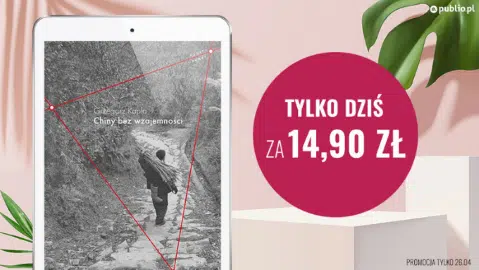 publio.pl
Grzegorz Kapla
Chiny bez wzajemności
TYLKO DZIŚ
ZA 14,90 ZŁ
PROMOCJA TYLKO 26.04